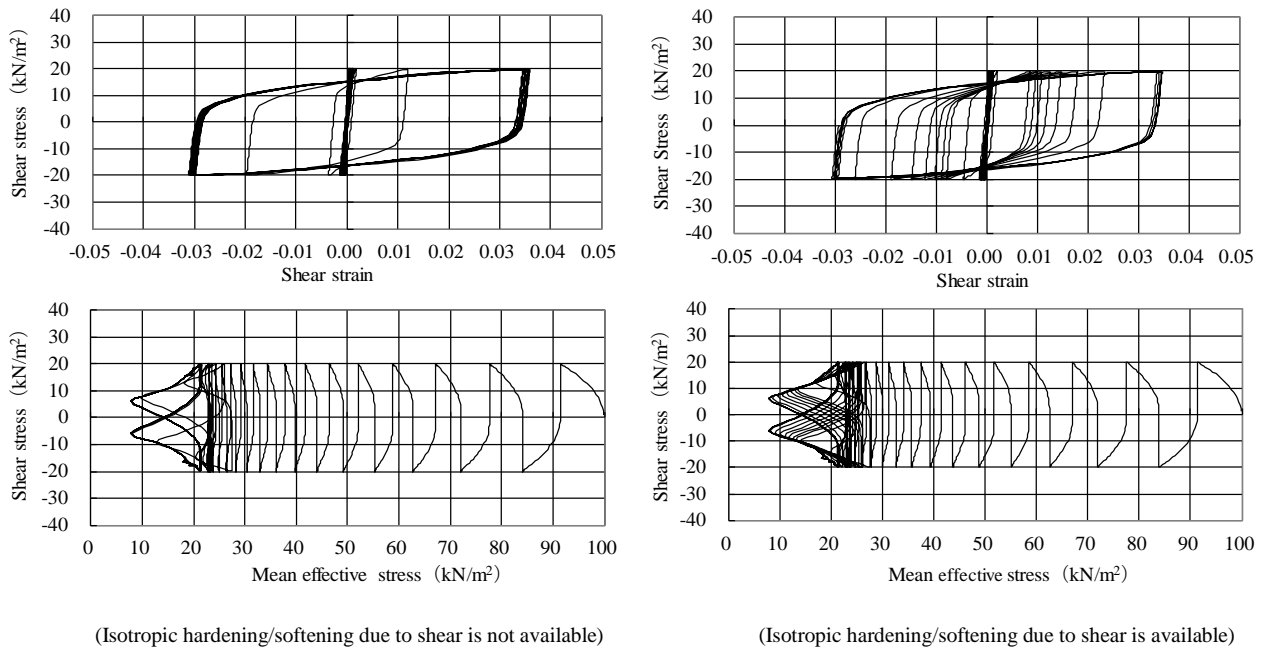 40
30
20
10
0
-10
-20
-30
-40
Shear stress（kN/m²）
-0.05 -0.04 -0.03 -0.02 -0.01 0.00 0.01 0.02 0.03 0.04 0.05
Shear strain
40
30
20
10
0
-10
-20
-30
-40
Shear Stress（kN/m²）
-0.05 -0.04 -0.03 -0.02 -0.01 0.00 0.01 0.02 0.03 0.04 0.05
Shear strain
40
30
20
10
0
-10
-20
-30
-40
Shear stress（kN/m²）
0 10 20 30 40 50 60 70 80 90 100
Mean effective stress（kN/m²）
40
30
20
10
0
-10
-20
-30
-40
Shear stress（kN/m²）
0 10 20 30 40 50 60 70 80 90 100
Mean effective stress（kN/m²）
(Isotropic hardening/softening due to shear is not available)
(Isotropic hardening/softening due to shear is available)